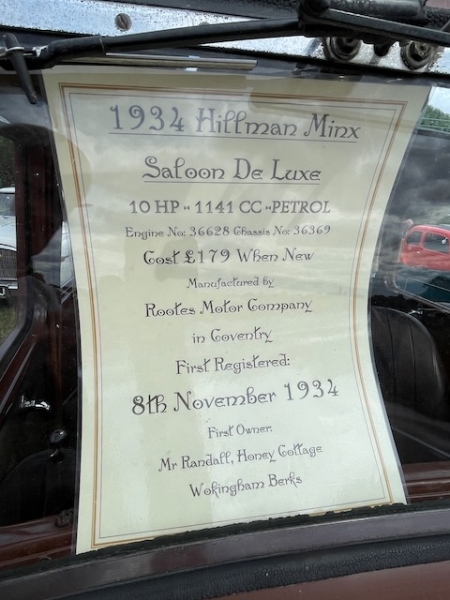 1934 Hillman Minx
Saloon De Luxe
10 HP - 1141 CC -PETROL
Engine No: 36628 Chassis No: 36369
Cost £179 When New
Manufactured by
Rootes Motor Company
in Coventry
First Registered:
8th November 1934
First Owner:
Mr Randall, Honey Cottage
Wokingham Berks